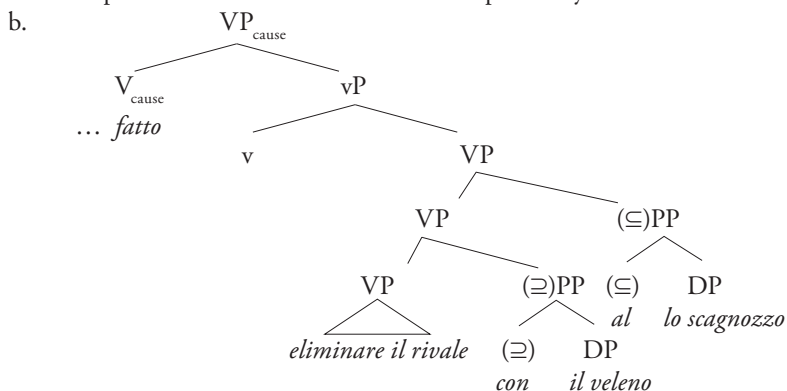 b.
VPcause
Vcause vP
… fatto
v VP
VP (⊆)PP
VP (⊇)PP (⊆) DP
al lo scagnozzo
eliminare il rivale (⊇) DP
con il veleno